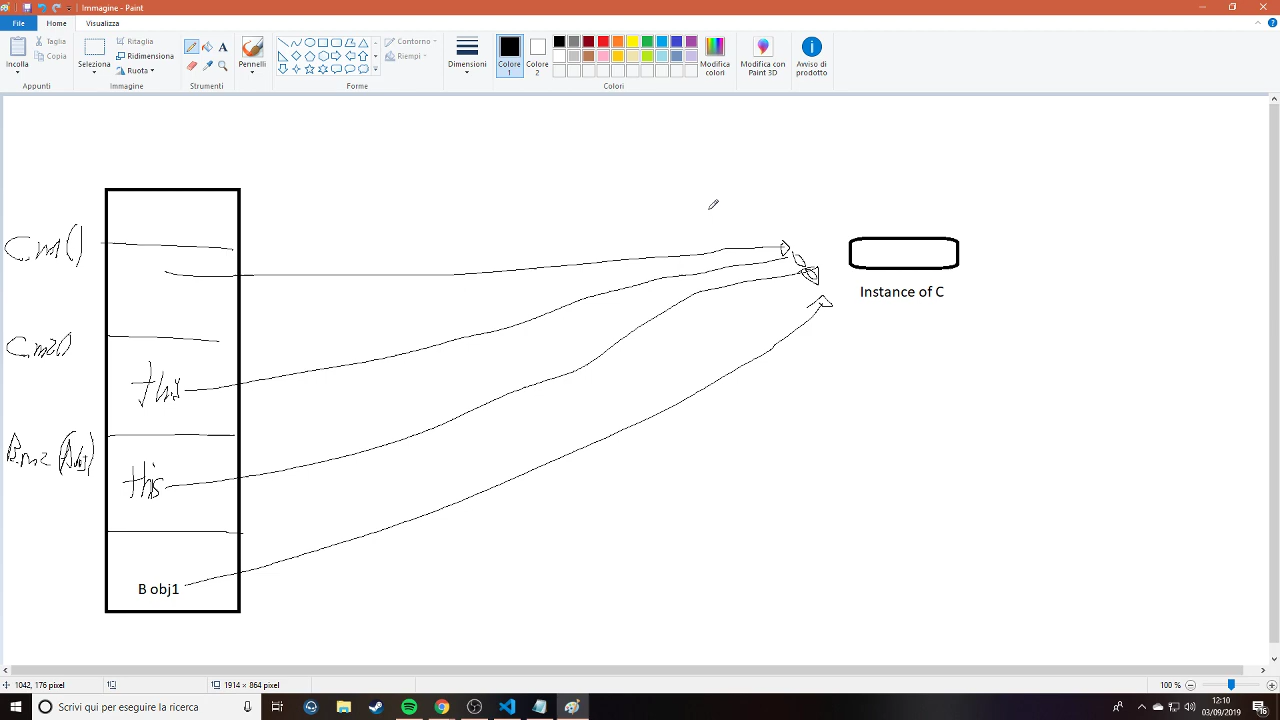 Immagine - Paint
File Home Visualizza
Incolla Taglia Copia
Appunti
Seleziona Ritaglia Ridimensiona Ruota
Immagine
Strumenti
Pennelli
Contorno Riempi
Forme
Dimensioni
Colore 1
Colore 2
Modifica colori
Colori
Modifica con Paint 3D
Avviso di prodotto
C.m()
Instance of C
C.m2()
this
this
B obj1
1042, 176 pixel
1914 × 864 pixel
100 %
Scrivi qui per eseguire la ricerca
12:10
03/09/2019